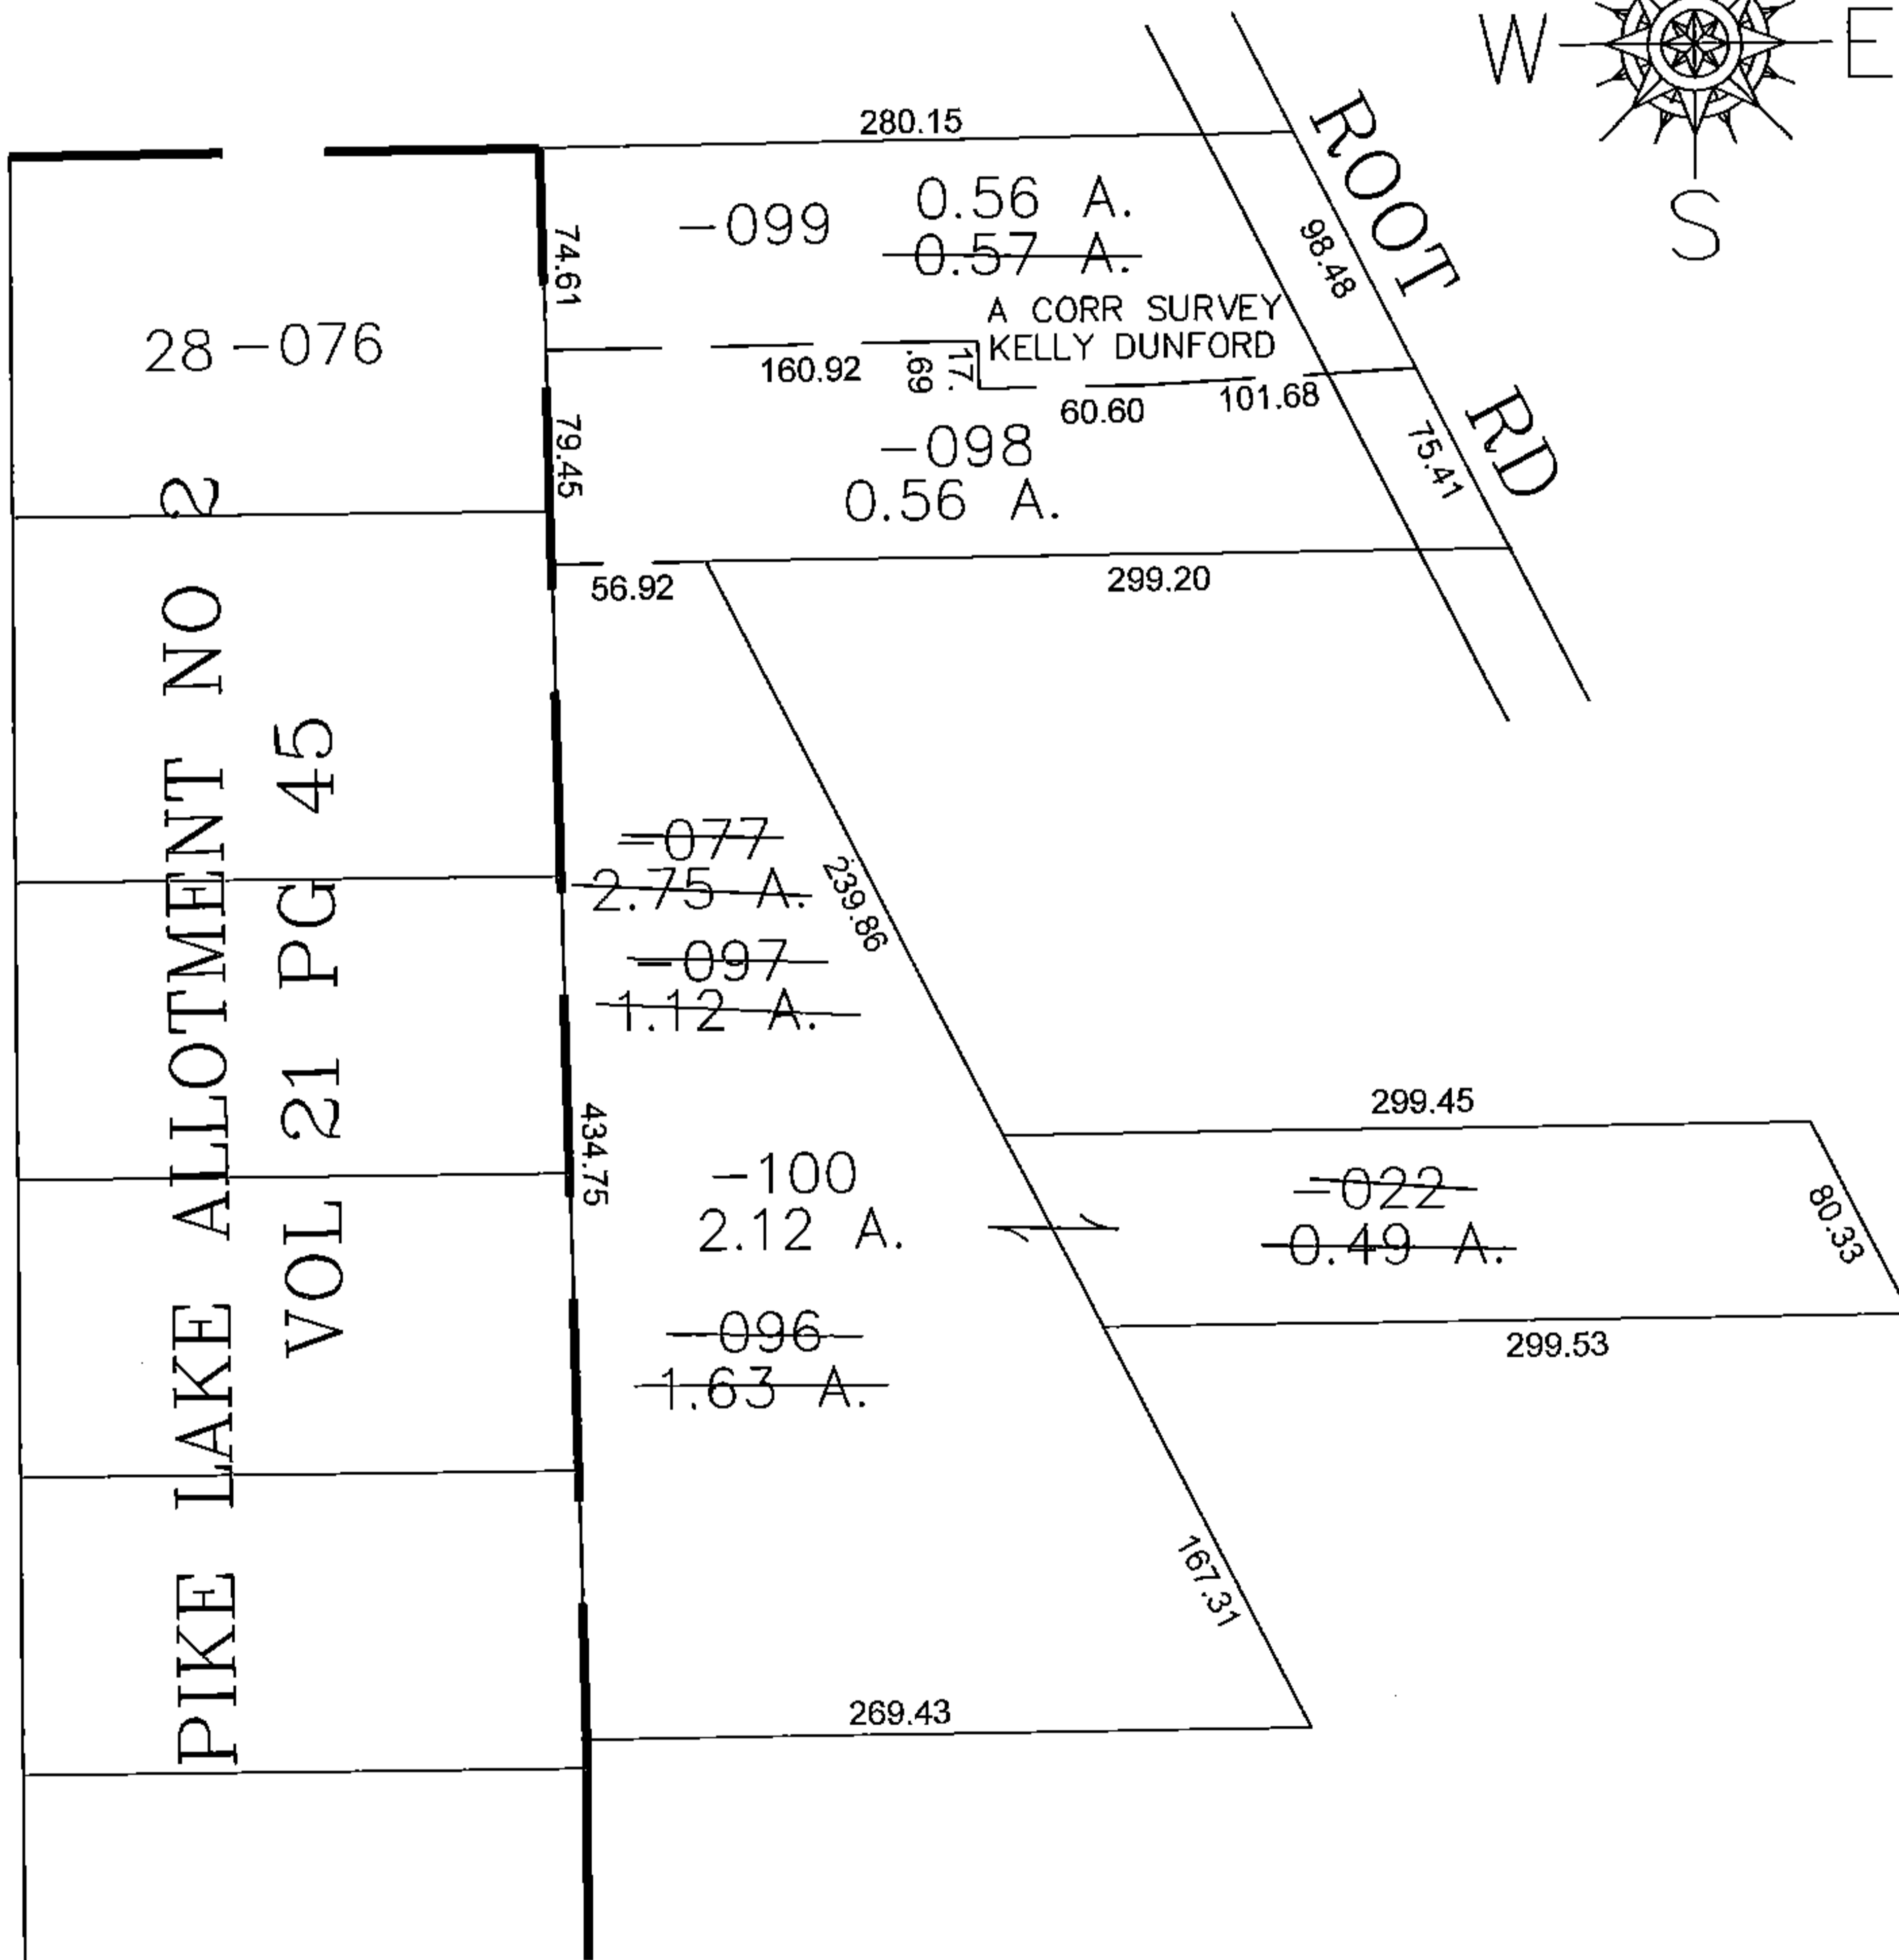 W E
S
280.15
ROOT RD
-099
0.56 A.
0.57 A.
74.61
98.48
A CORR SURVEY
KELLY DUNFORD
28-076
160.92
17.
.69
60.60
101.68
79.45
75.41
-098
0.56 A.
56.92
299.20
PIKE LAKE ALLOTMENT NO 2
VOL 21 PG 45
-077
2.75 A.
239.86
-097
1.12 A.
434.75
299.45
-100
2.12 A.
-022
0.49 A.
80.33
-096
1.63 A.
299.53
167.31
269.43